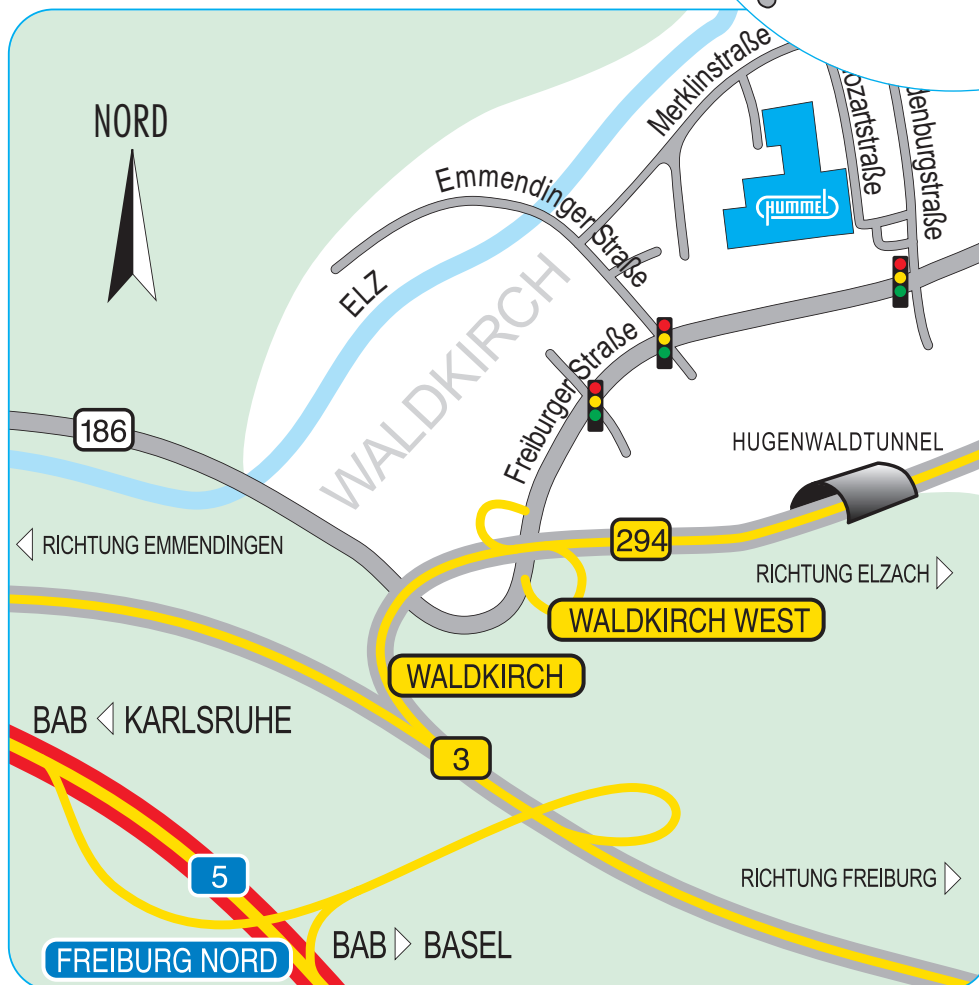 Merklinstraße
ozartstraße
denburgstraße
NORD
Emmendinger Straße
HUMMEL
ELZ
WALDKIRCH
Freiburger Straße
186
HUGENWALDTUNNEL
294
RICHTUNG EMMENDINGEN
RICHTUNG ELZACH
WALDKIRCH WEST
WALDKIRCH
BAB KARLSRUHE
3
5
RICHTUNG FREIBURG
FREIBURG NORD
BAB BASEL